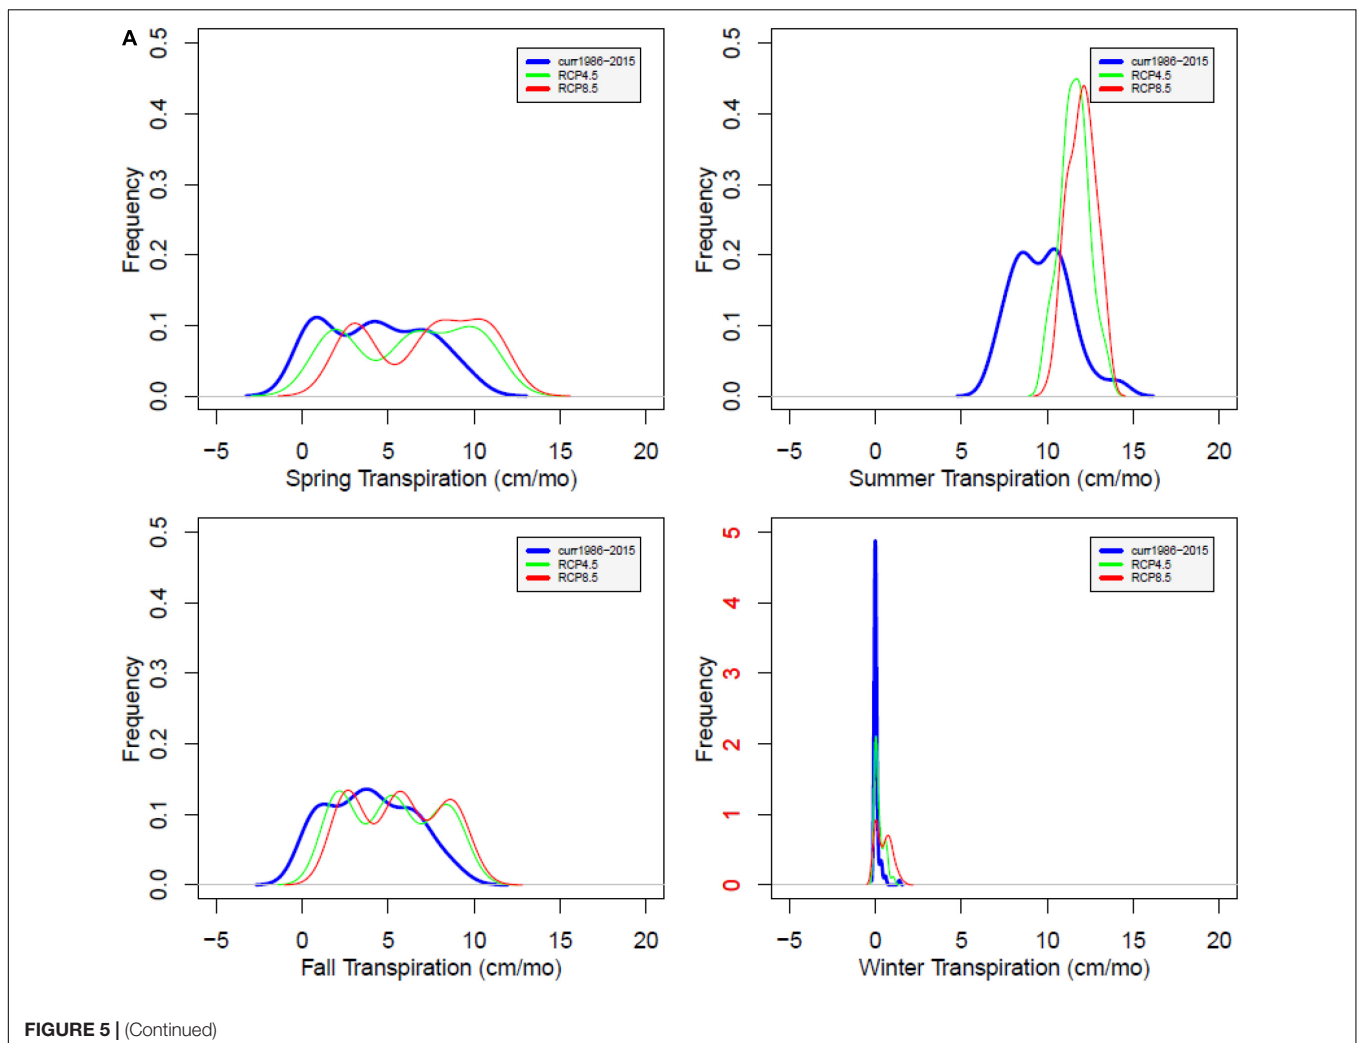 A
0.5
0.4
0.3
0.2
0.1
0.0
Frequency
curr1986-2015
RCP4.5
RCP8.5
-5 0 5 10 15 20
Spring Transpiration (cm/mo)
0.5
0.4
0.3
0.2
0.1
0.0
Frequency
curr1986-2015
RCP4.5
RCP8.5
-5 0 5 10 15 20
Summer Transpiration (cm/mo)
0.5
0.4
0.3
0.2
0.1
0.0
Frequency
curr1986-2015
RCP4.5
RCP8.5
-5 0 5 10 15 20
Fall Transpiration (cm/mo)
5
4
3
2
1
0
Frequency
curr1986-2015
RCP4.5
RCP8.5
-5 0 5 10 15 20
Winter Transpiration (cm/mo)
FIGURE 5 | (Continued)